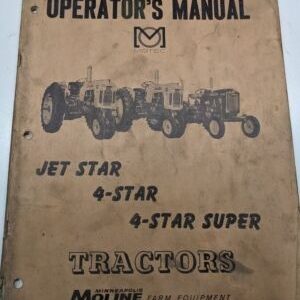 OPERATOR'S MANUAL
MOTEC
JET STAR
4-STAR
4-STAR SUPER
TRACTORS
MINNEAPOLIS
MOLINE FARM EQUIPMENT